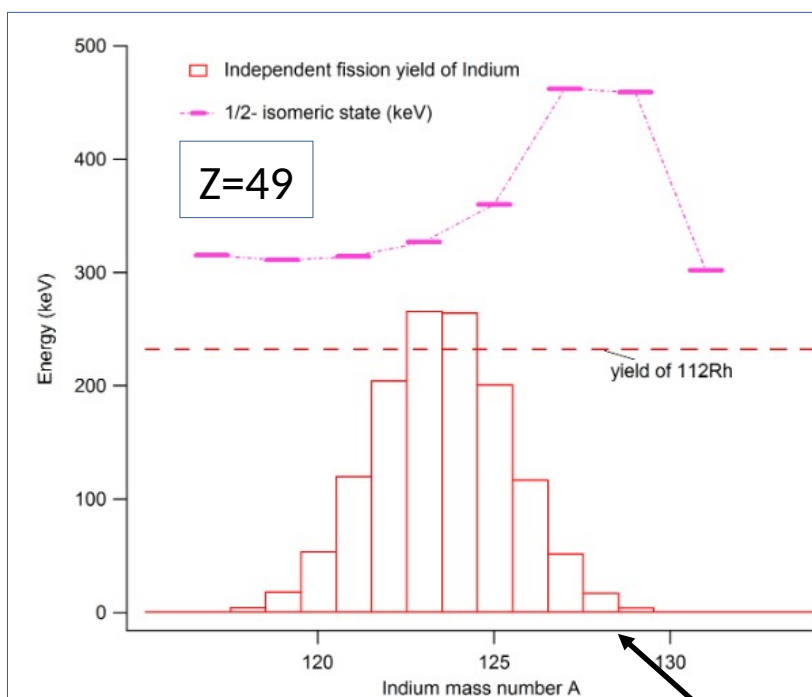 500
Independent fission yield of Indium
1/2- isomeric state (keV)
400
Z=49
300
Energy (keV)
200
yield of 112Rh
100
0
120
125
130
Indium mass number A